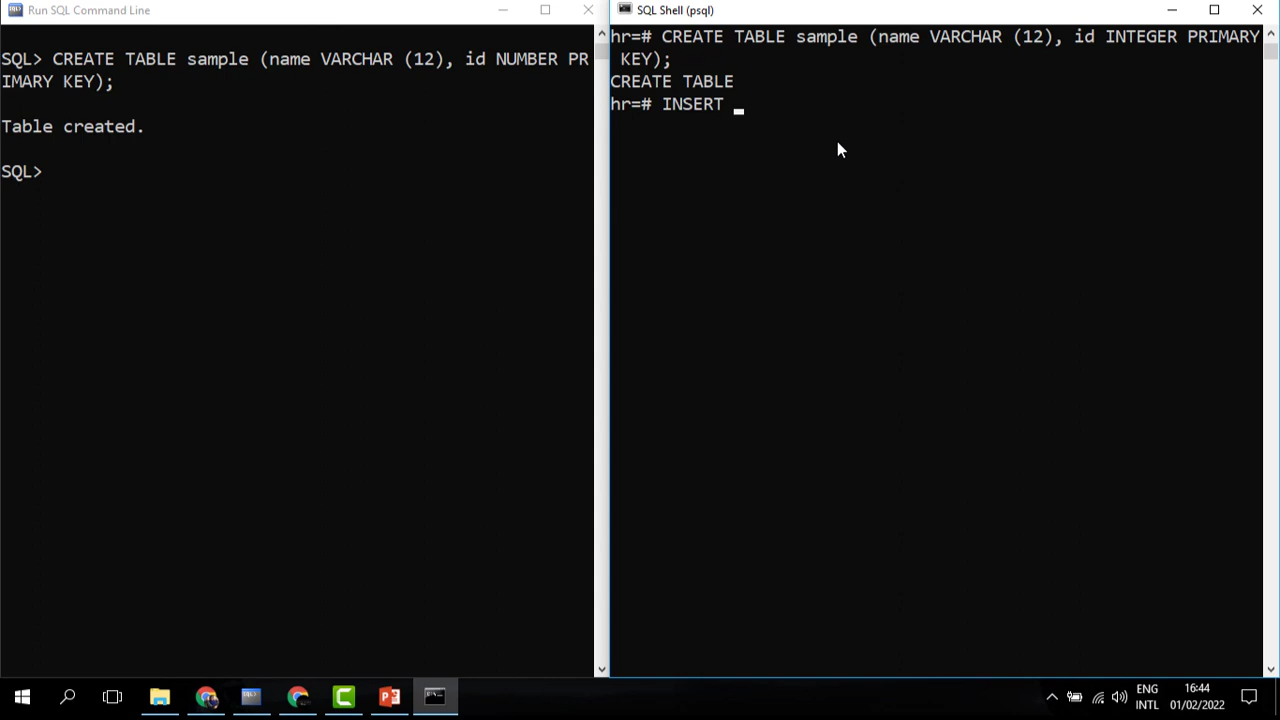 Run SQL Command Line
SQL> CREATE TABLE sample (name VARCHAR (12), id NUMBER PR
IMARY KEY);
Table created.
SQL>
SQL Shell (psql)
hr=# CREATE TABLE sample (name VARCHAR (12), id INTEGER PRIMARY
KEY);
CREATE TABLE
hr=# INSERT
ENG
INTL
16:44
01/02/2022